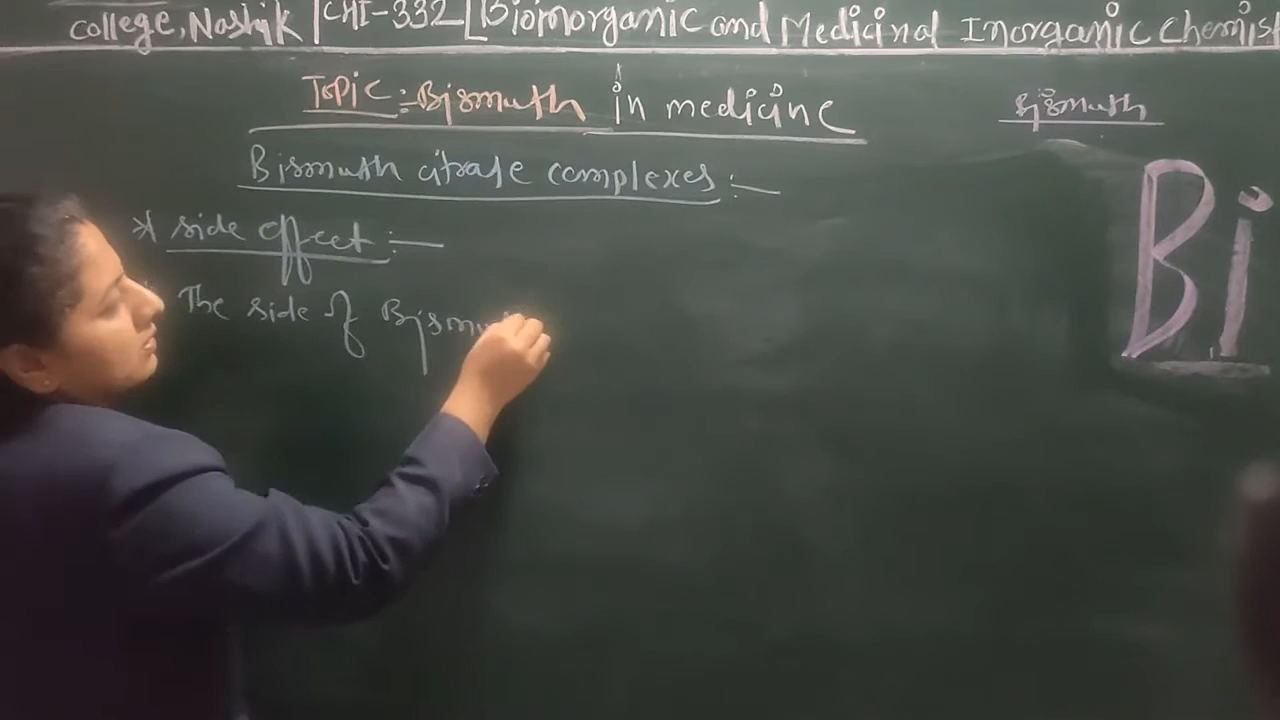 College, Nashik | CHI-332 [Bioinorganic and Medicinal Inorganic Chemis
Topic:- Bismuth in medicine
Bismuth
Bismuth citrate complexes :-
Bi
* side effect :-
The side of Bismu